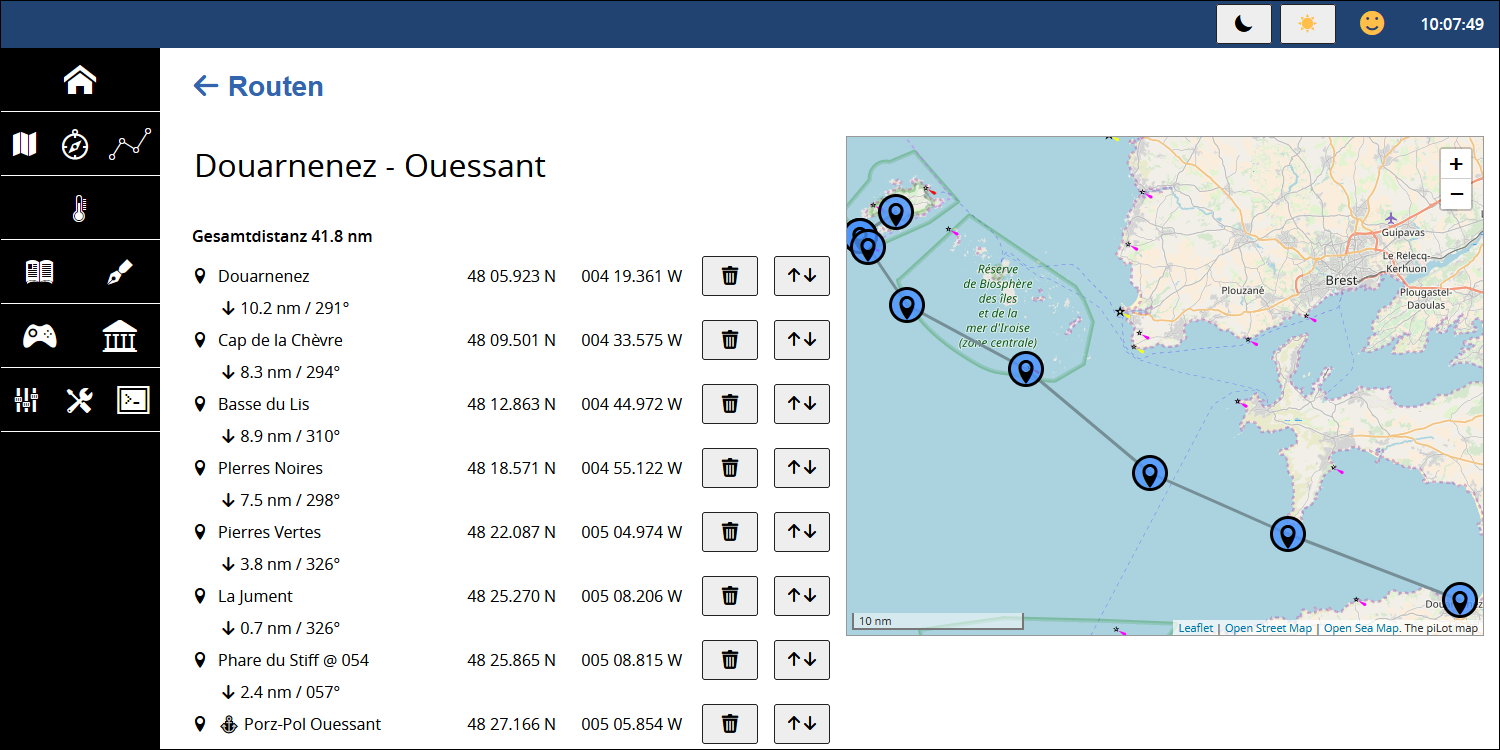 10:07:49
Routen
Douarnenez - Ouessant
Gesamtdistanz 41.8 nm
Douarnenez 48 05.923 N 004 19.361 W
10.2 nm / 291°
Cap de la Chèvre 48 09.501 N 004 33.575 W
8.3 nm / 294°
Basse du Lis 48 12.863 N 004 44.972 W
8.9 nm / 310°
PIerres Noires 48 18.571 N 004 55.122 W
7.5 nm / 298°
Pierres Vertes 48 22.087 N 005 04.974 W
3.8 nm / 326°
La Jument 48 25.270 N 005 08.206 W
0.7 nm / 326°
Phare du Stiff @ 054 48 25.865 N 005 08.815 W
2.4 nm / 057°
Porz-Pol Ouessant 48 27.166 N 005 05.854 W
+
−
Guipavas
Le Relecq-
Kerhuon
Brest
Plouzané
Plougastel-
Daoulas
Réserve
de Biosphère
des îles
et de la
mer d'Iroise
(zone centrale)
10 nm
Leaflet | Open Street Map | Open Sea Map. The piLot map